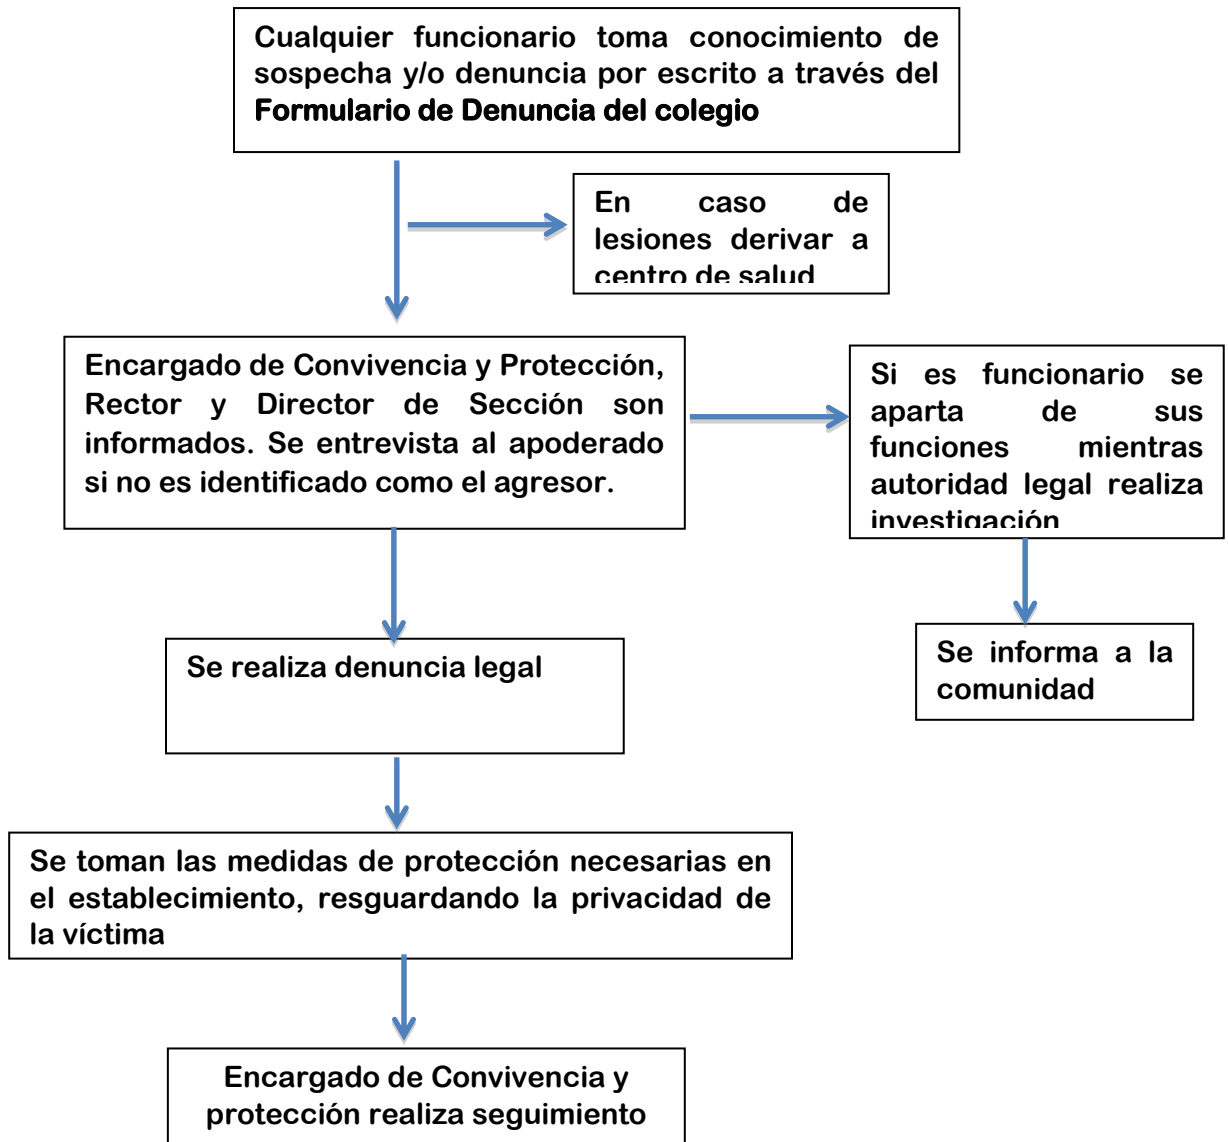 Cualquier funcionario toma conocimiento de
sospecha y/o denuncia por escrito a través del
Formulario de Denuncia del colegio
En caso de
lesiones derivar a
centro de salud
Encargado de Convivencia y Protección,
Rector y Director de Sección son
informados. Se entrevista al apoderado
si no es identificado como el agresor.
Si es funcionario se
aparta de sus
funciones mientras
autoridad legal realiza
investigación
Se realiza denuncia legal
Se informa a la
comunidad
Se toman las medidas de protección necesarias en
el establecimiento, resguardando la privacidad de
la víctima
Encargado de Convivencia y
protección realiza seguimiento